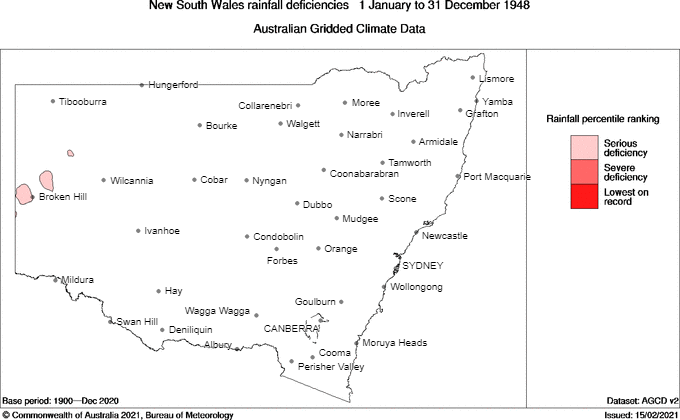 New South Wales rainfall deficiencies 1 January to 31 December 1948
Australian Gridded Climate Data
Lismore
Hungerford
Tibooburra
Collarenebri
Moree
Yamba
Inverell
Grafton
Bourke
Walgett
Narrabri
Armidale
Tamworth
Coonabarabran
Port Macquarie
Wilcannia
Cobar
Nyngan
Broken Hill
Scone
Dubbo
Mudgee
Ivanhoe
Condobolin
Newcastle
Orange
Forbes
SYDNEY
Mildura
Wollongong
Hay
Goulburn
Wagga Wagga
Swan Hill
Deniliquin
CANBERRA
Albury
Moruya Heads
Cooma
Perisher Valley
Rainfall percentile ranking
Serious
deficiency
Severe
deficiency
Lowest on
record
Base period: 1900—Dec 2020
Dataset: AGCD v2
© Commonwealth of Australia 2021, Bureau of Meteorology
Issued: 15/02/2021